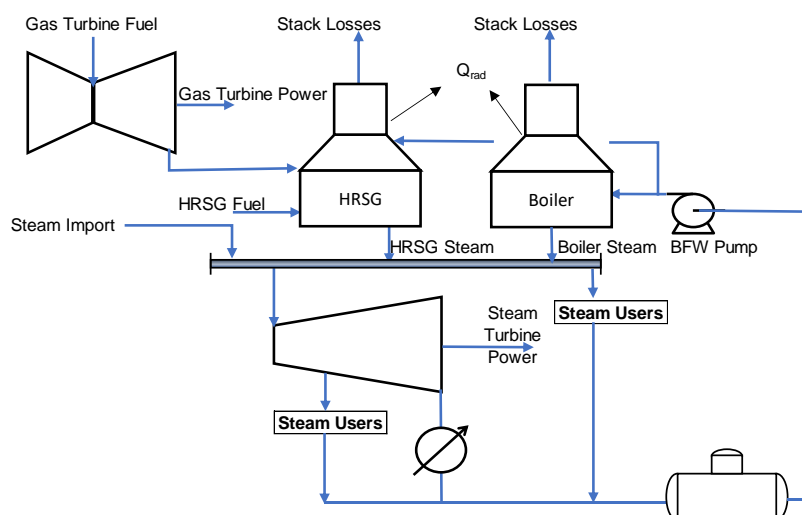 Gas Turbine Fuel
Stack Losses
Stack Losses
Q_rad
Gas Turbine Power
HRSG Fuel
HRSG
Boiler
Steam Import
HRSG Steam
Boiler Steam
BFW Pump
Steam
Turbine
Power
Steam Users
Steam Users